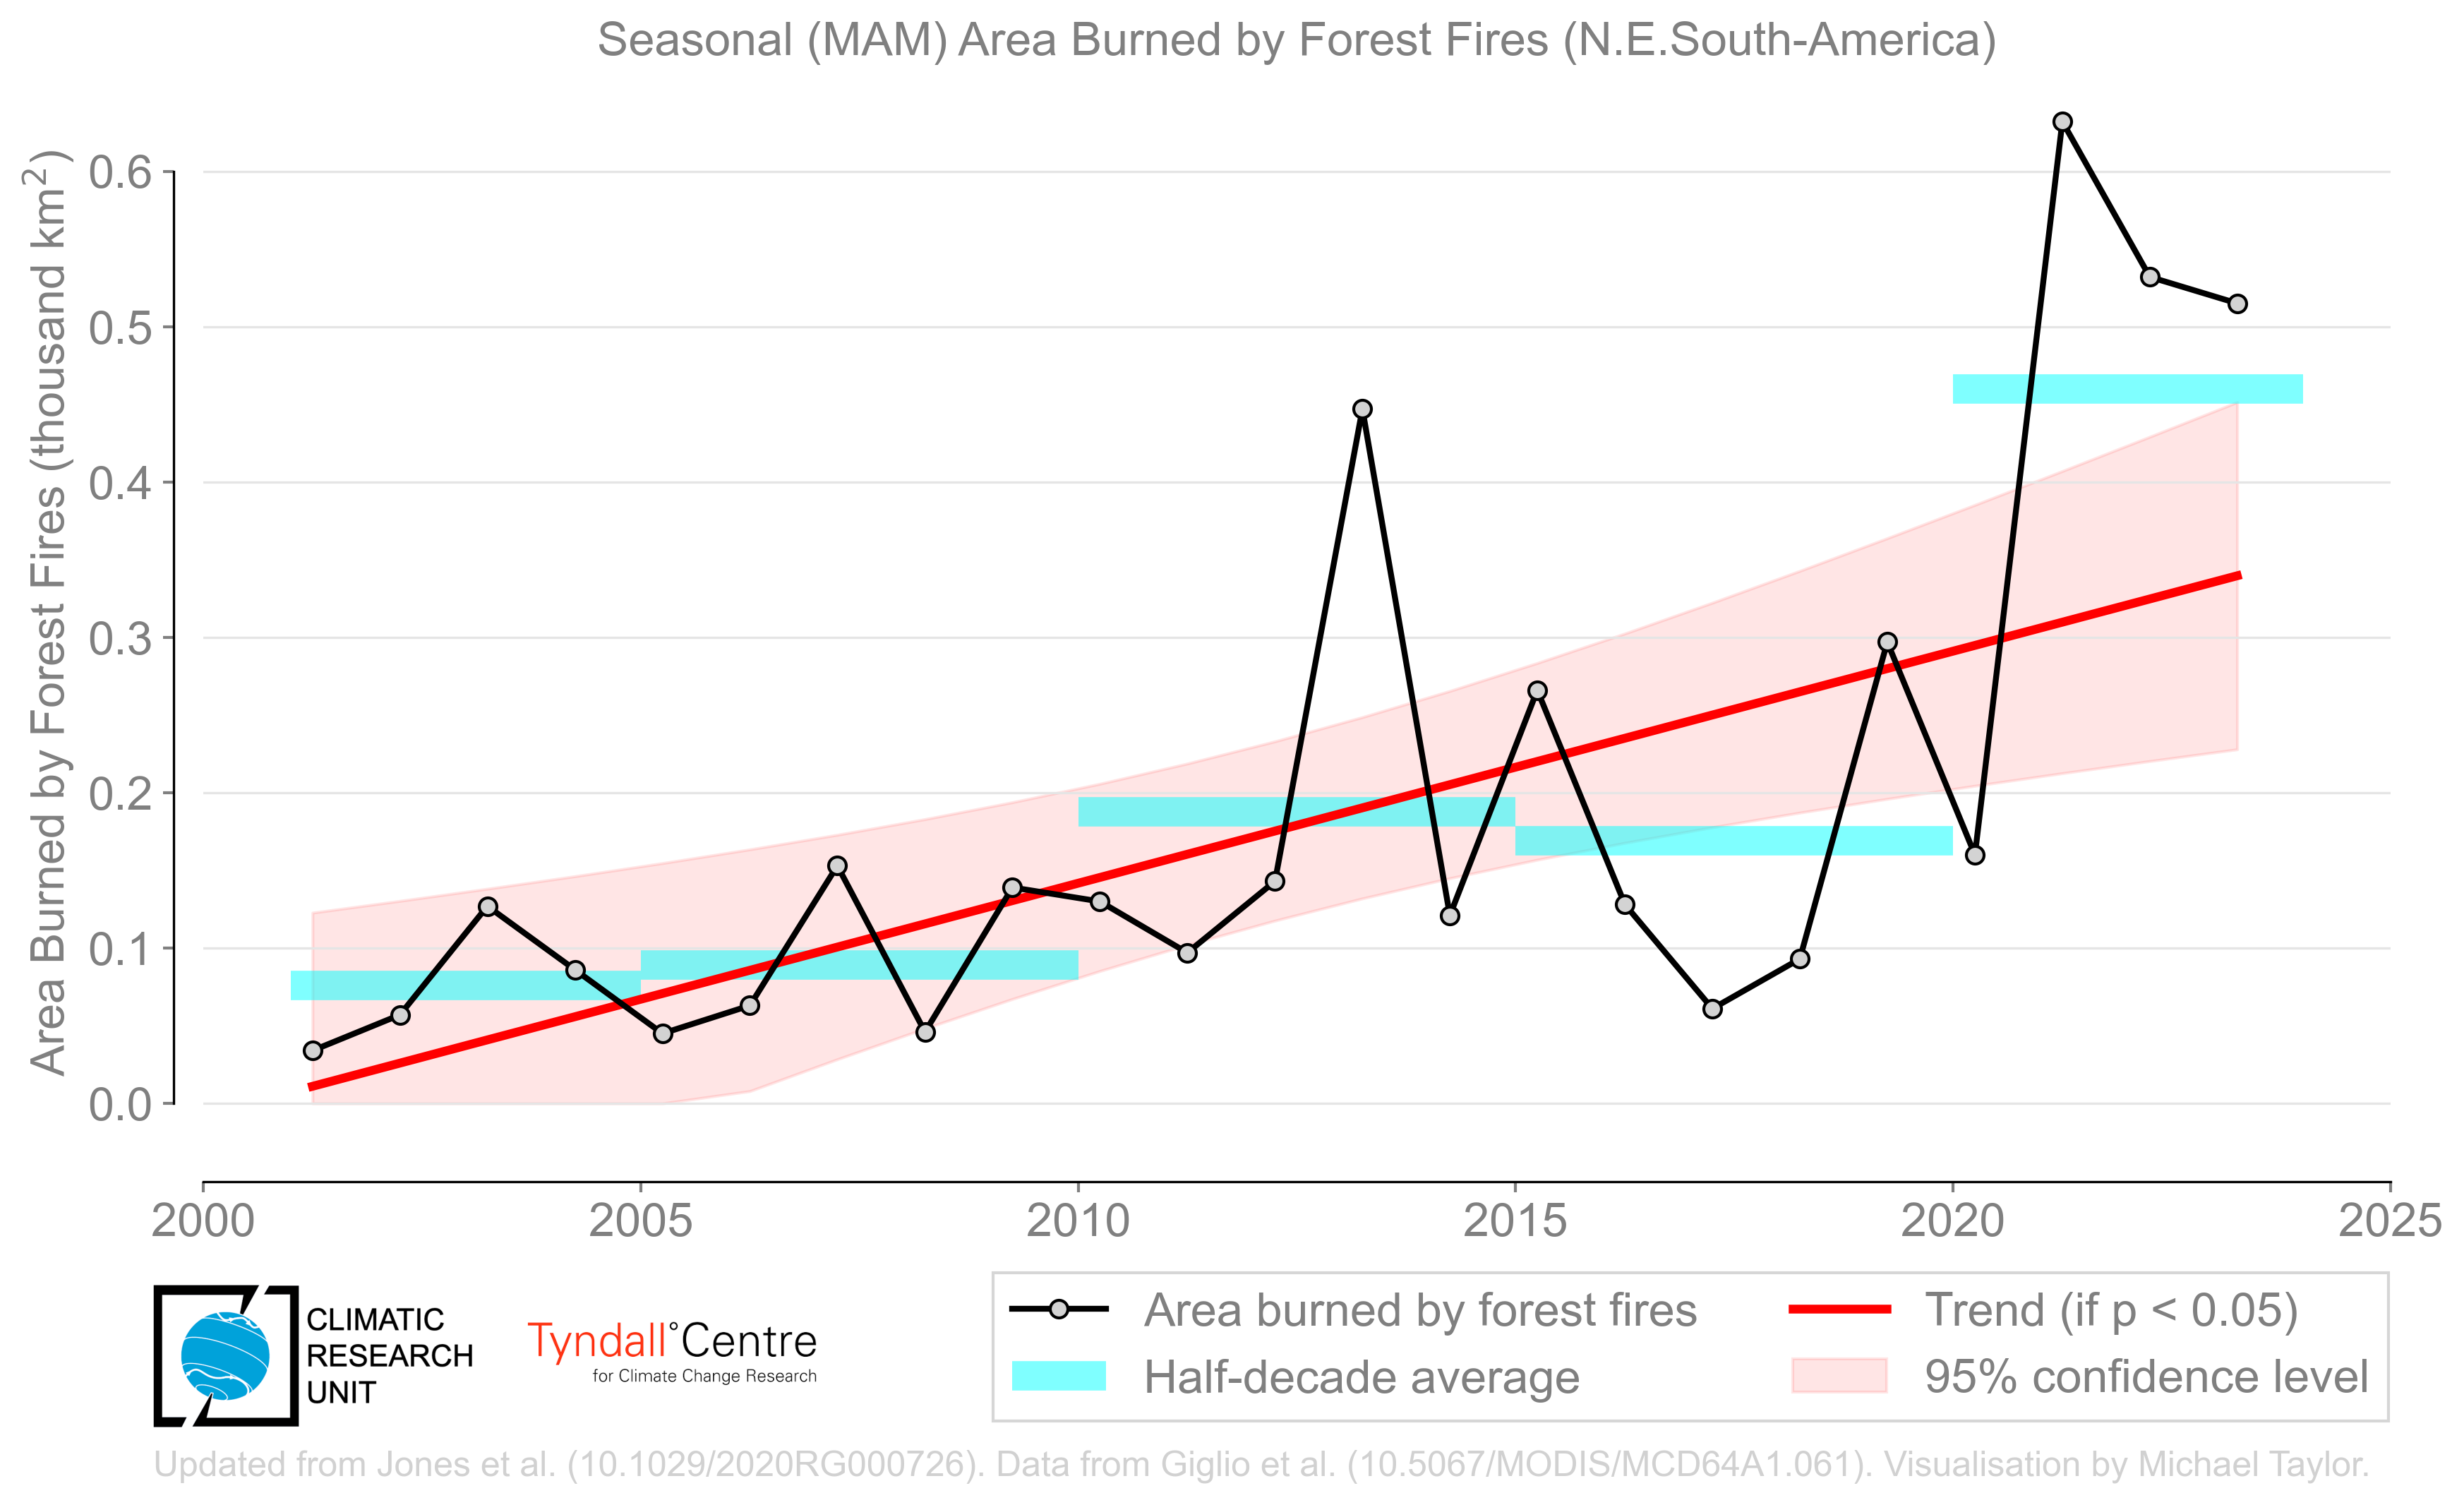 Seasonal (MAM) Area Burned by Forest Fires (N.E.South-America)
Area Burned by Forest Fires (thousand km²)
0.6
0.5
0.4
0.3
0.2
0.1
0.0
2000 2005 2010 2015 2020 2025
Area burned by forest fires
Trend (if p < 0.05)
Half-decade average
95% confidence level
CLIMATIC
RESEARCH
UNIT
Tyndall°Centre
for Climate Change Research
Updated from Jones et al. (10.1029/2020RG000726). Data from Giglio et al. (10.5067/MODIS/MCD64A1.061). Visualisation by Michael Taylor.